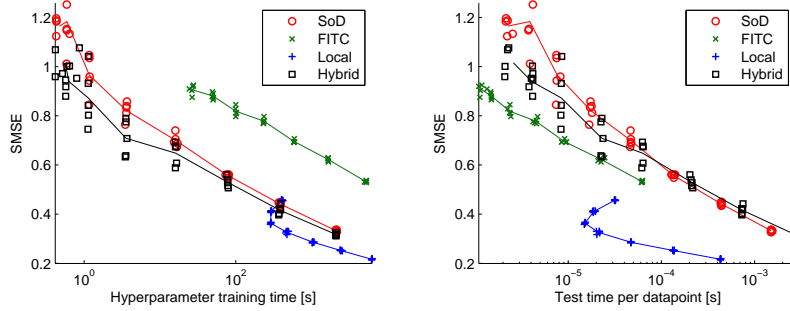 1.2
1
0.8
0.6
0.4
0.2
SMSE
10^0
10^2
Hyperparameter training time [s]
SoD
FITC
Local
Hybrid
1.2
1
0.8
0.6
0.4
0.2
SMSE
10^-5
10^-4
10^-3
Test time per datapoint [s]
SoD
FITC
Local
Hybrid